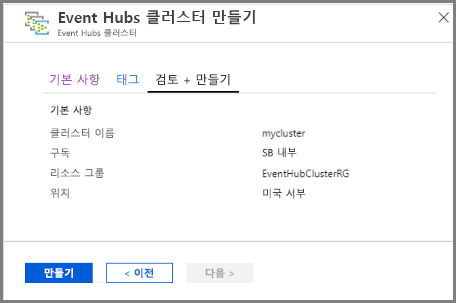 Event Hubs 클러스터 만들기
Event Hubs 클러스터
기본 사항 태그 검토 + 만들기
기본 사항
클러스터 이름 mycluster
구독 SB 내부
리소스 그룹 EventHubClusterRG
위치 미국 서부
만들기 < 이전 다음 >